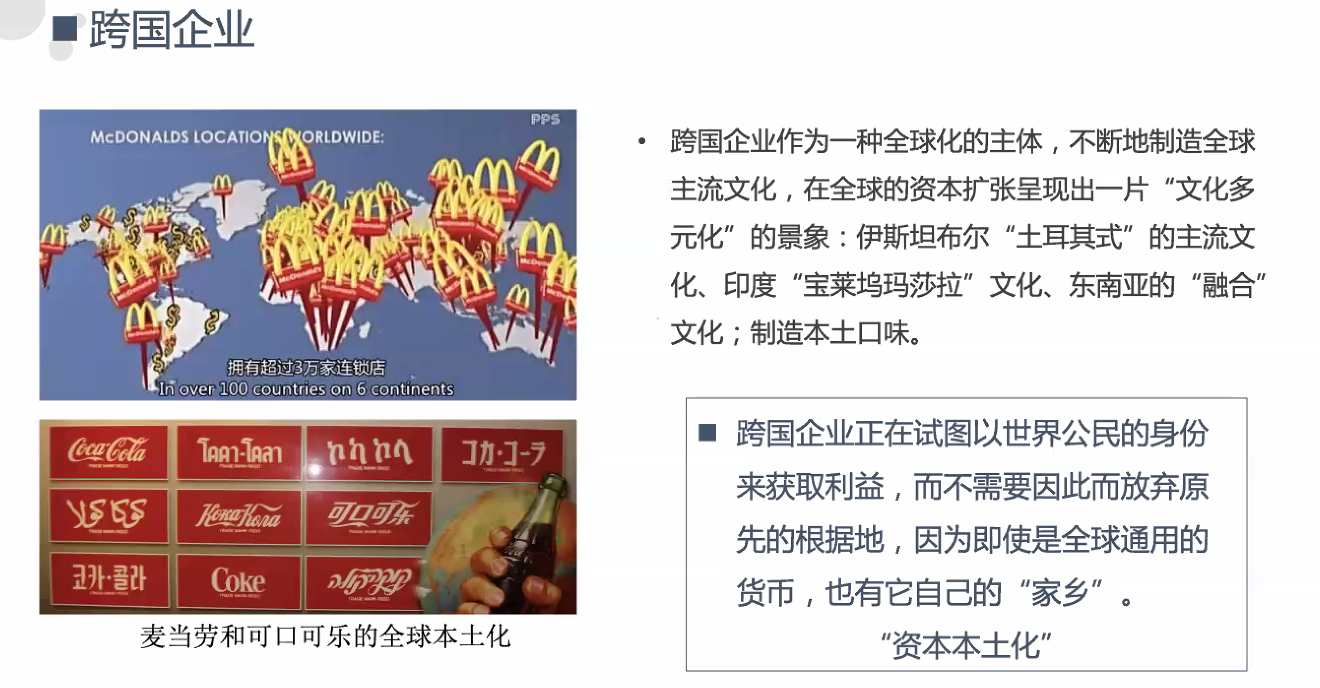 跨国企业
PPS
McDONALDS LOCATIONS WORLDWIDE:
拥有超过3万家连锁店
In over 100 countries on 6 continents
Coca-Cola
โคคา-โคลา
コカ・コーラ
Кока Кола
可口可乐
코카·콜라
Coke
麦当劳和可口可乐的全球本土化
• 跨国企业作为一种全球化的主体，不断地制造全球
主流文化，在全球的资本扩张呈现出一片“文化多
元化”的景象：伊斯坦布尔“土耳其式”的主流文
化、印度“宝莱坞玛莎拉”文化、东南亚的“融合”
文化；制造本土口味。
■ 跨国企业正在试图以世界公民的身份
来获取利益，而不需要因此而放弃原
先的根据地，因为即使是全球通用的
货币，也有它自己的“家乡”。
“资本本土化”